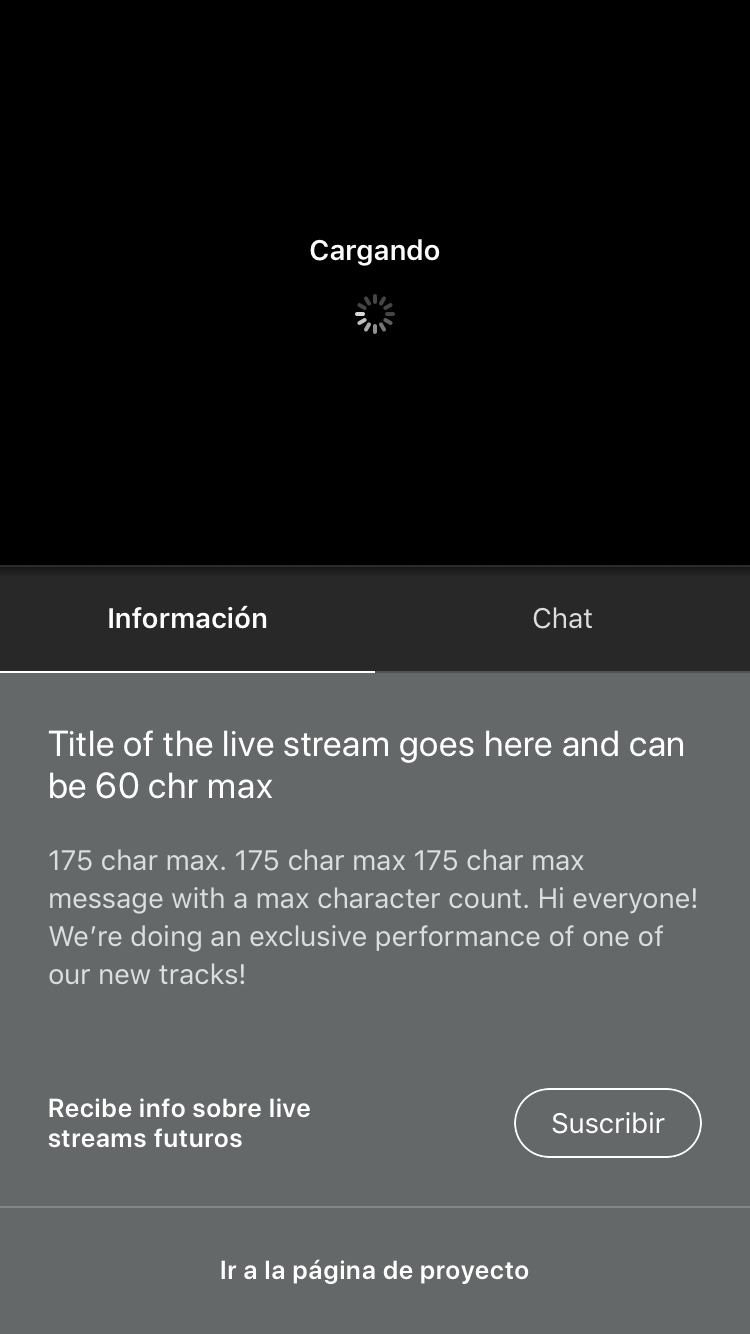 Cargando
Información
Chat
Title of the live stream goes here and can
be 60 chr max
175 char max. 175 char max 175 char max
message with a max character count. Hi everyone!
We’re doing an exclusive performance of one of
our new tracks!
Recibe info sobre live
streams futuros
Suscribir
Ir a la página de proyecto